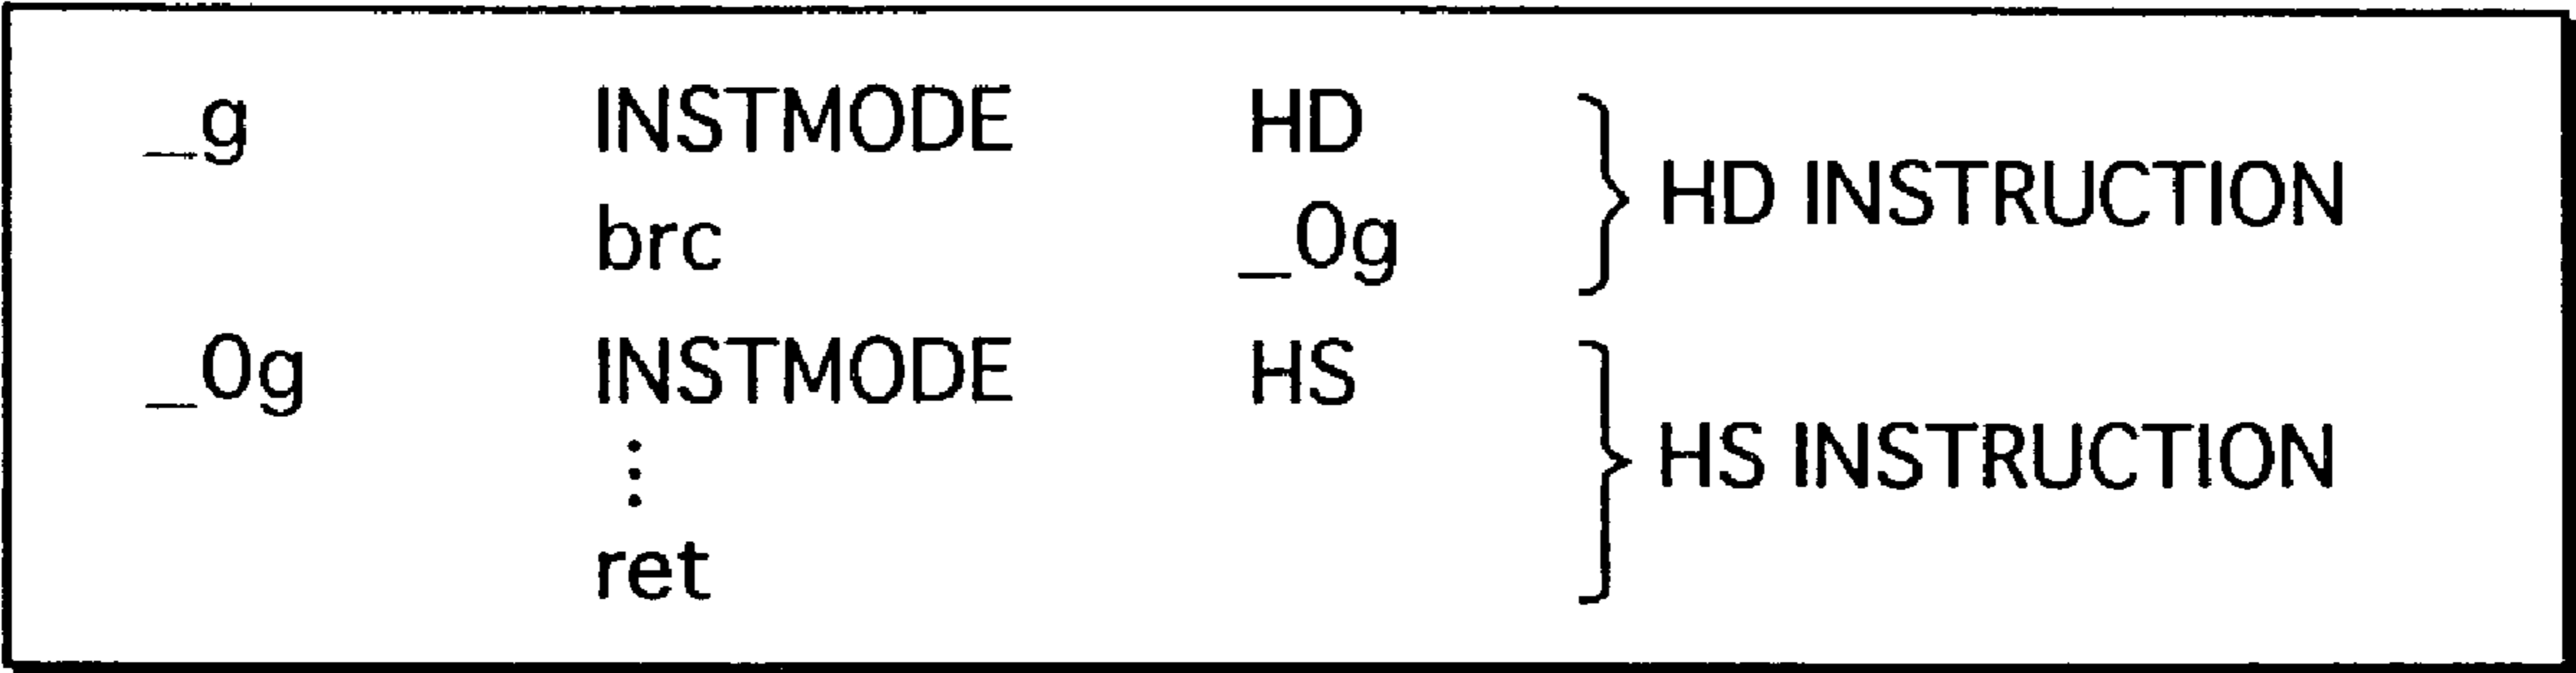 _g INSTMODE HD
brc _0g
HD INSTRUCTION
_0g INSTMODE HS
⋮
ret
HS INSTRUCTION